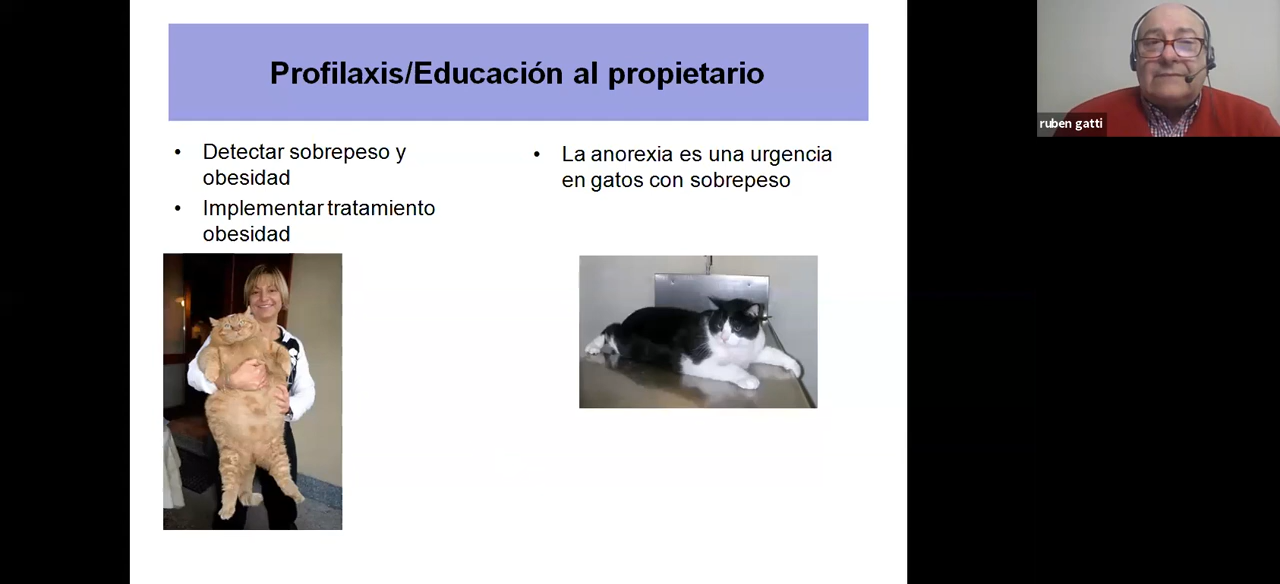 Profilaxis/Educación al propietario
• Detectar sobrepeso y
obesidad
• Implementar tratamiento
obesidad
• La anorexia es una urgencia
en gatos con sobrepeso
ruben gatti